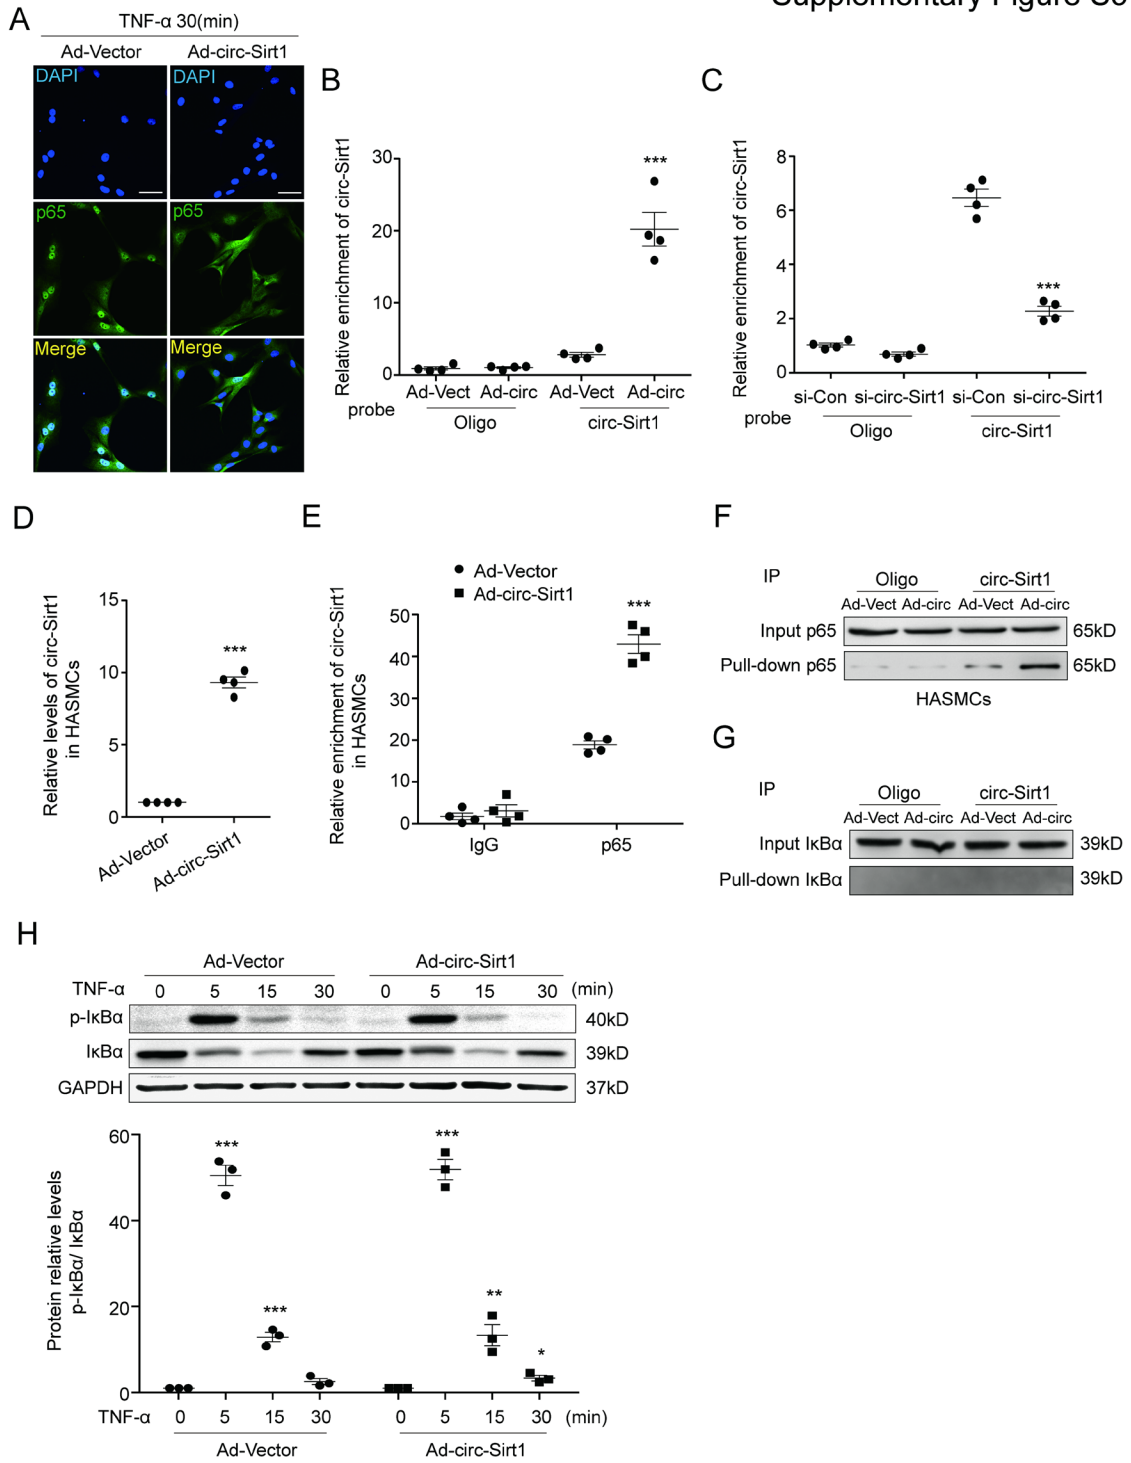 Supplementary Figure
A
TNF-α 30(min)
Ad-Vector Ad-circ-Sirt1
DAPI DAPI
p65 p65
Merge Merge
B
Relative enrichment of circ-Sirt1
30
20
10
0
***
Ad-Vect Ad-circ Ad-Vect Ad-circ
probe
Oligo circ-Sirt1
C
Relative enrichment of circ-Sirt1
8
6
4
2
0
***
si-Con si-circ-Sirt1 si-Con si-circ-Sirt1
probe
Oligo circ-Sirt1
D
Relative levels of circ-Sirt1
in HASMCs
15
10
5
0
***
Ad-Vector
Ad-circ-Sirt1
E
Ad-Vector
Ad-circ-Sirt1
Relative enrichment of circ-Sirt1
in HASMCs
50
40
30
20
10
0
***
IgG p65
F
IP
Oligo circ-Sirt1
Ad-Vect Ad-circ Ad-Vect Ad-circ
Input p65 65kD
Pull-down p65 65kD
HASMCs
G
IP
Oligo circ-Sirt1
Ad-Vect Ad-circ Ad-Vect Ad-circ
Input IκBα 39kD
Pull-down IκBα 39kD
H
Ad-Vector Ad-circ-Sirt1
TNF-α 0 5 15 30 0 5 15 30 (min)
p-IκBα 40kD
IκBα 39kD
GAPDH 37kD
Protein relative levels
p-IκBα/ IκBα
60
40
20
0
*** ***
*** **
*
TNF-α 0 5 15 30 0 5 15 30 (min)
Ad-Vector Ad-circ-Sirt1